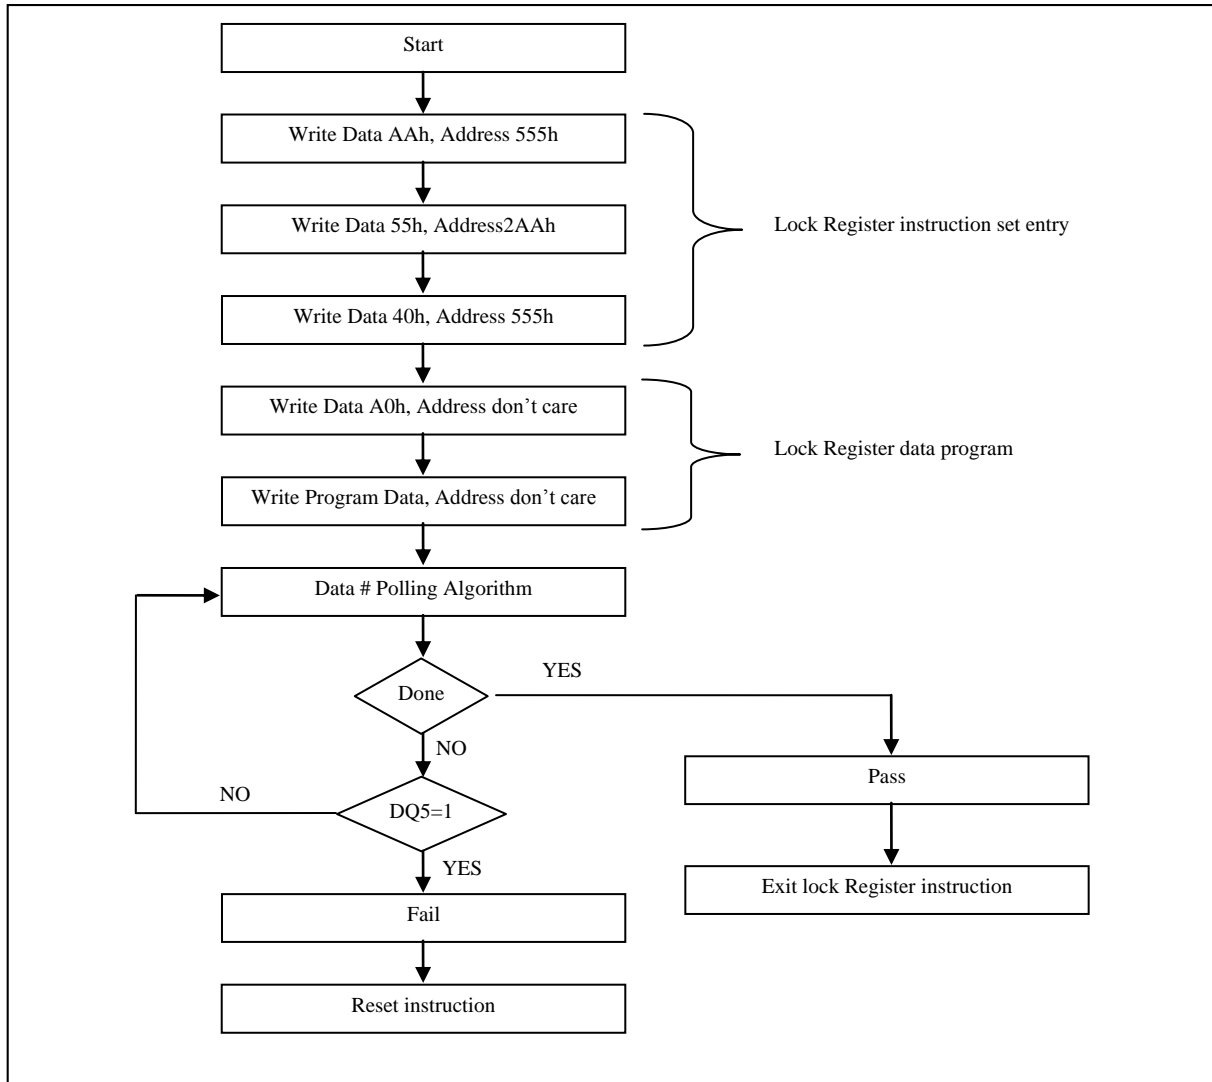 Start
Write Data AAh, Address 555h
Write Data 55h, Address2AAh
Lock Register instruction set entry
Write Data 40h, Address 555h
Write Data A0h, Address don’t care
Lock Register data program
Write Program Data, Address don’t care
Data # Polling Algorithm
YES
Done
NO
Pass
NO
DQ5=1
YES
Exit lock Register instruction
Fail
Reset instruction